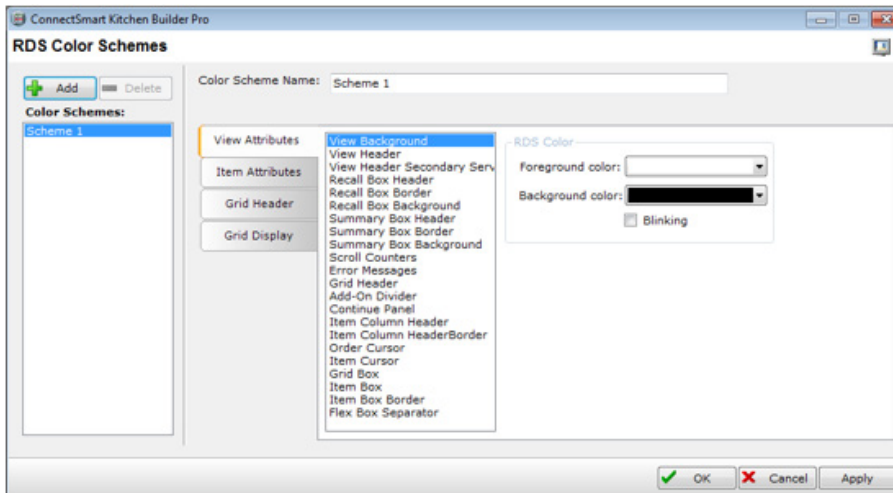 ConnectSmart Kitchen Builder Pro
RDS Color Schemes
Add
Delete
Color Schemes:
Scheme 1
Color Scheme Name:
Scheme 1
View Attributes
Item Attributes
Grid Header
Grid Display
View Background
View Header
View Header Secondary Serv
Recall Box Header
Recall Box Border
Recall Box Background
Summary Box Header
Summary Box Border
Summary Box Background
Scroll Counters
Error Messages
Grid Header
Add-On Divider
Continue Panel
Item Column Header
Item Column HeaderBorder
Order Cursor
Item Cursor
Grid Box
Item Box
Item Box Border
Flex Box Separator
RDS Color
Foreground color:
Background color:
Blinking
OK
Cancel
Apply